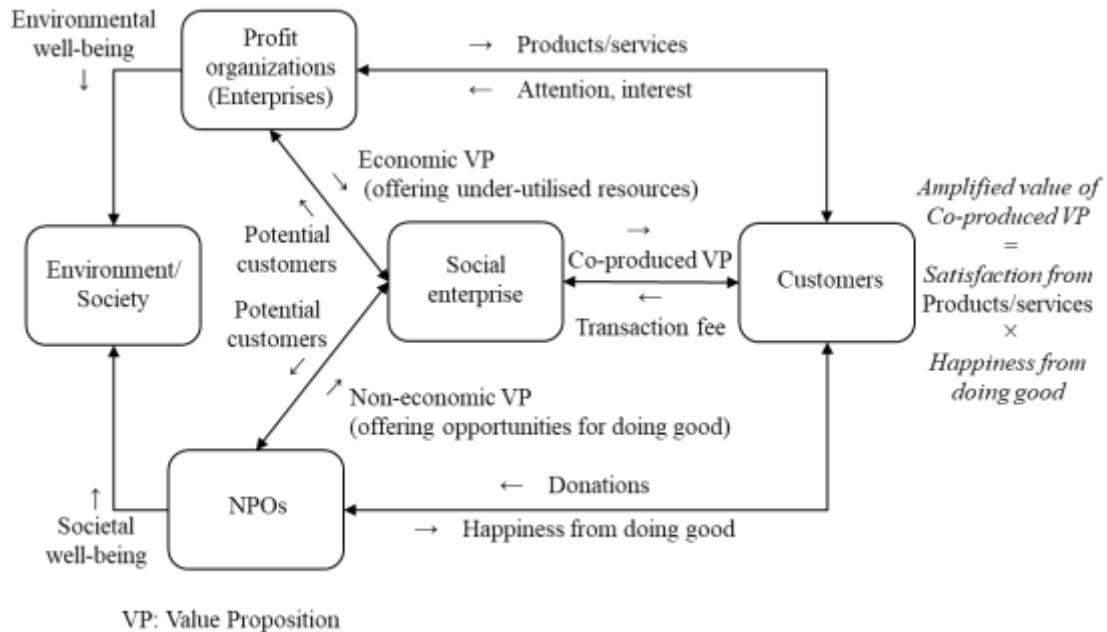 Environmental
well-being
↓
Profit
organizations
(Enterprises)
→ Products/services
← Attention, interest
Economic VP
↘ (offering under-utilised resources)
↖
Potential
customers
Environment/
Society
Social
enterprise
→
Co-produced VP
←
Transaction fee
Customers
Amplified value of
Co-produced VP
=
Satisfaction from
Products/services
×
Happiness from
doing good
Potential
customers
↙
↗ Non-economic VP
(offering opportunities for doing good)
NPOs
← Donations
→ Happiness from doing good
↑
Societal
well-being
VP: Value Proposition